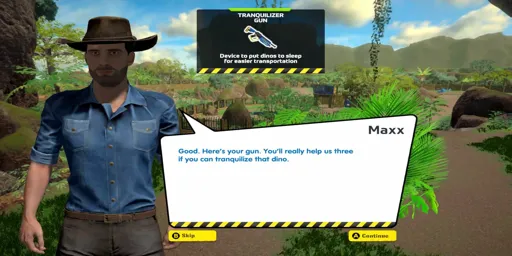 TRANQUILIZER
GUN
Device to put dinos to sleep
for easier transportation
Maxx
Good. Here's your gun. You'll really help us three
if you can tranquilize that dino.
B Skip
A Continue